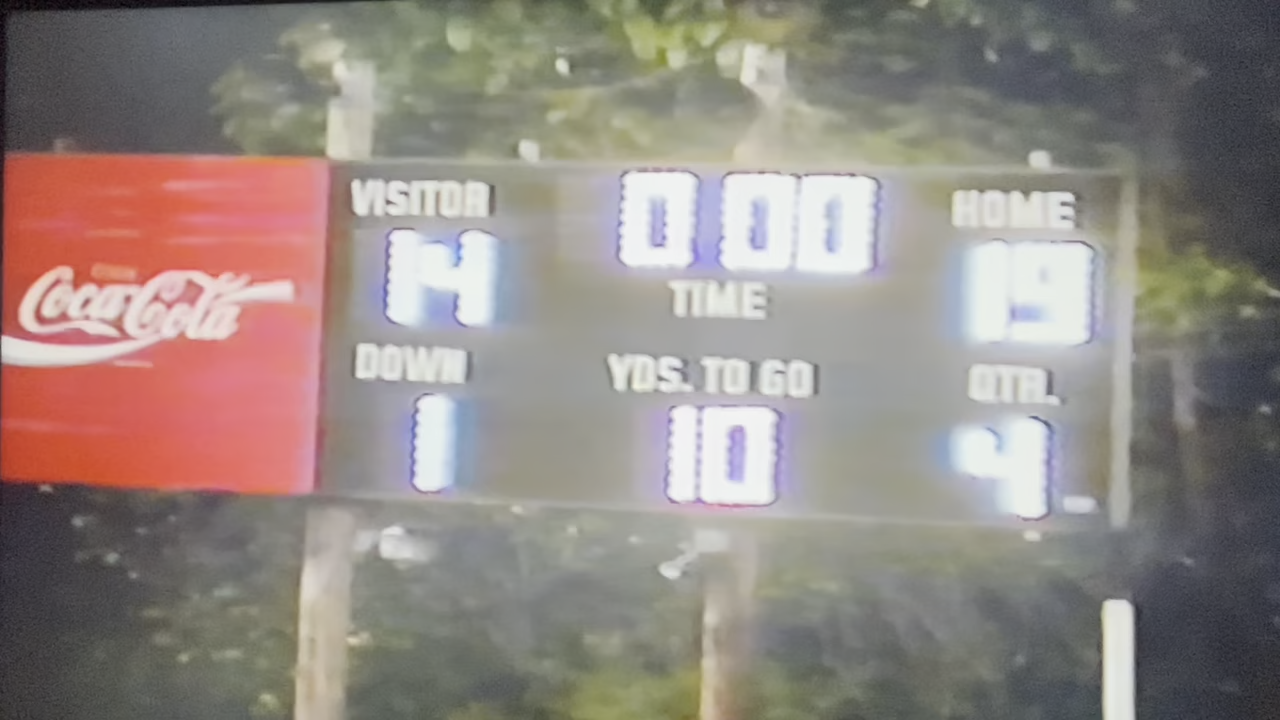 VISITOR
0 00
HOME
14
19
TIME
Coca-Cola
DOWN
YDS. TO GO
QTR.
1
10
4